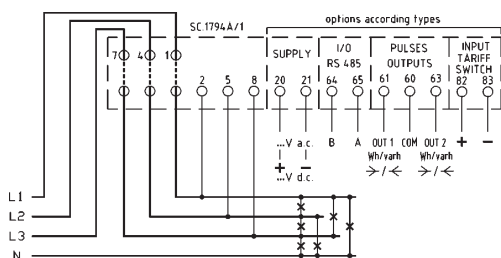 options according types
SC.1794A/1
SUPPLY
I/O
RS 485
PULSES
OUTPUTS
INPUT
TARIFF
SWITCH
7 4 1
2 5 8 20 21 64 65 61 60 63 82 83
...V a.c.
+ −
...V d.c.
B A
OUT 1 COM OUT 2
Wh/varh Wh/varh
+ −
L1
L2
L3
N